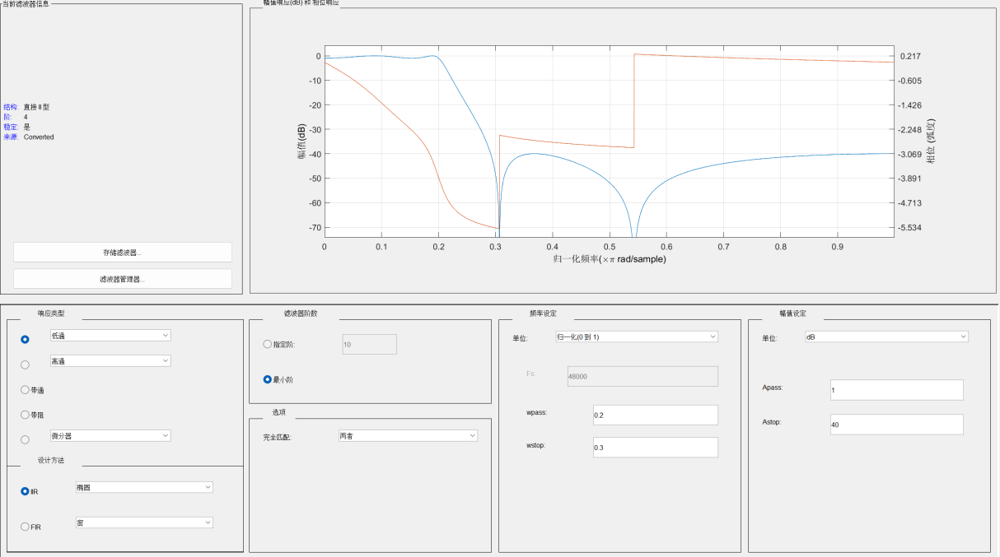 当前滤波器信息
幅值响应(dB) 和 相位响应
结构: 直接 II 型
阶: 4
稳定: 是
来源: Converted
存储滤波器...
滤波器管理器...
幅值(dB)
0
-10
-20
-30
-40
-50
-60
-70
0.217
-0.605
-1.426
-2.248
-3.069
-3.891
-4.713
-5.534
相位 (弧度)
0 0.1 0.2 0.3 0.4 0.5 0.6 0.7 0.8 0.9
归一化频率(×π rad/sample)
响应类型
低通
高通
带通
带阻
微分器
设计方法
IIR 椭圆
FIR 窗
滤波器阶数
指定阶: 10
最小阶
选项
完全匹配: 两者
频率设定
单位: 归一化(0 到 1)
Fs: 48000
wpass: 0.2
wstop: 0.3
幅值设定
单位: dB
Apass: 1
Astop: 40